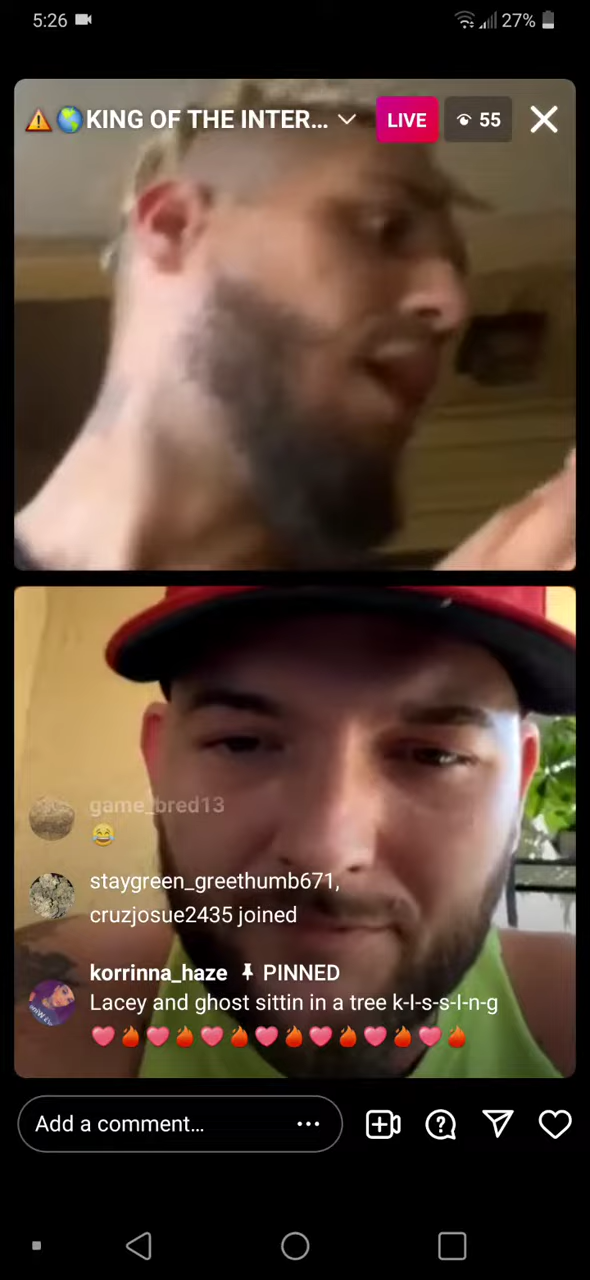 5:26
27%
⚠️🌎KING OF THE INTER...
LIVE
55
game_bred13
😂
staygreen_greethumb671,
cruzjosue2435 joined
korrinna_haze PINNED
Lacey and ghost sittin in a tree k-I-s-s-I-n-g
🩷🔥🩷🔥🩷🔥🩷🔥🩷🔥🩷🔥🩷🔥
Add a comment...